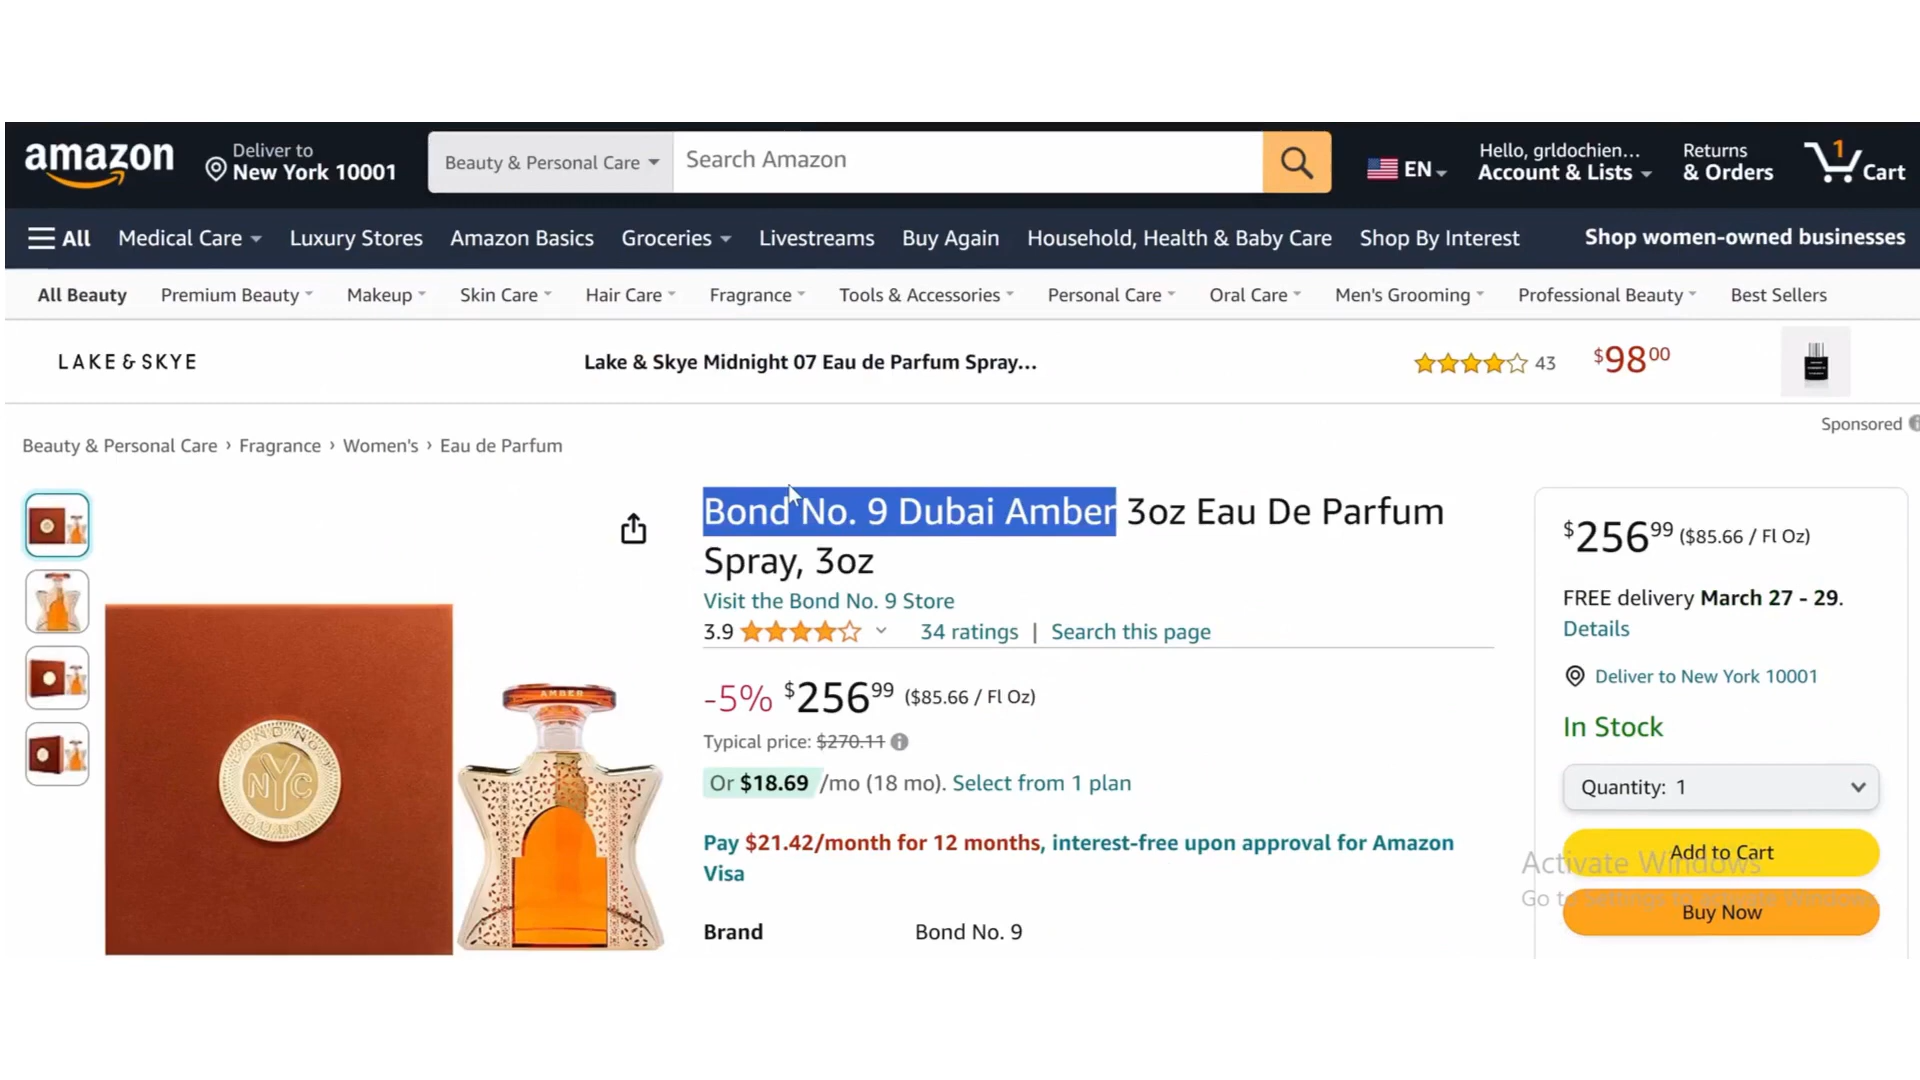 amazon
Deliver to
New York 10001
Beauty & Personal Care
Search Amazon
EN
Hello, grldochien...
Account & Lists
Returns
& Orders
1
Cart
All
Medical Care
Luxury Stores
Amazon Basics
Groceries
Livestreams
Buy Again
Household, Health & Baby Care
Shop By Interest
Shop women-owned businesses
All Beauty
Premium Beauty
Makeup
Skin Care
Hair Care
Fragrance
Tools & Accessories
Personal Care
Oral Care
Men's Grooming
Professional Beauty
Best Sellers
LAKE & SKYE
Lake & Skye Midnight 07 Eau de Parfum Spray...
43
$9800
Sponsored
Beauty & Personal Care › Fragrance › Women's › Eau de Parfum
Bond No. 9 Dubai Amber 3oz Eau De Parfum
Spray, 3oz
Visit the Bond No. 9 Store
3.9
34 ratings | Search this page
-5% $25699 ($85.66 / Fl Oz)
Typical price: $270.11
Or $18.69 /mo (18 mo). Select from 1 plan
Pay $21.42/month for 12 months, interest-free upon approval for Amazon
Visa
Brand
Bond No. 9
AMBER
BOND NO 9
NYC
DUBAI
$25699 ($85.66 / Fl Oz)
FREE delivery March 27 - 29.
Details
Deliver to New York 10001
In Stock
Quantity: 1
Add to Cart
Buy Now
Activate Windows